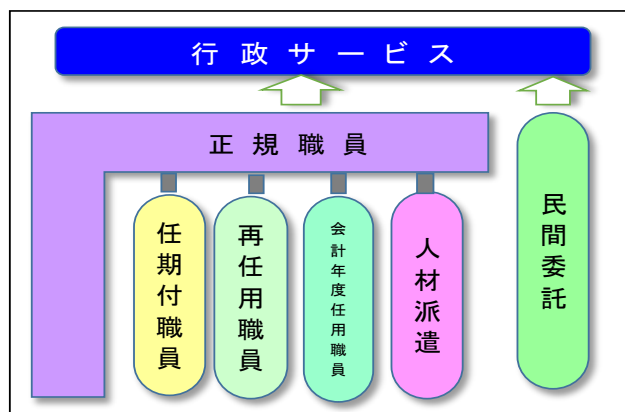 行政サービス
正規職員
任期付職員
再任用職員
会計年度任用職員
人材派遣
民間委託